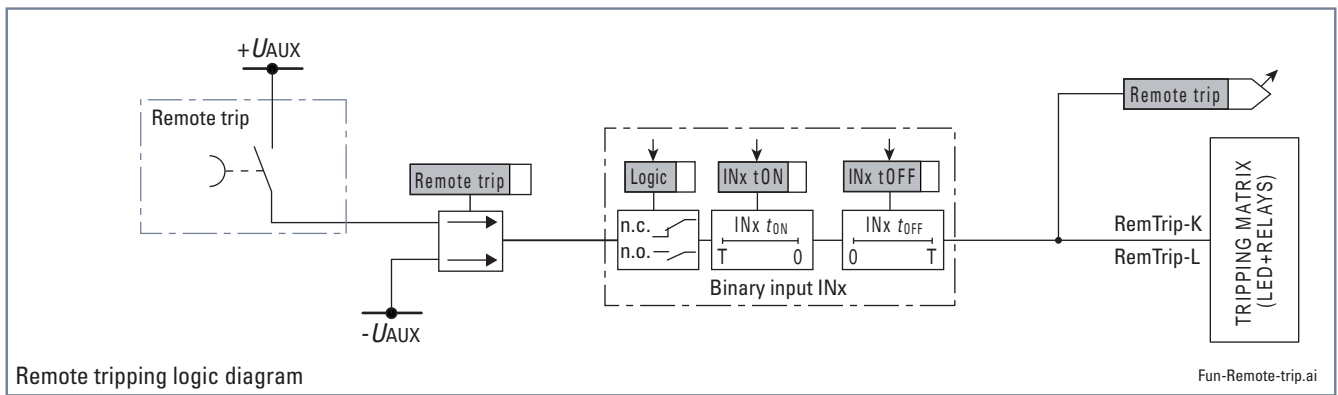 +UAUX
Remote trip
Remote trip
-UAUX
Logic
INx tON
INx tOFF
n.c.
n.o.
INx tON
T 0
INx tOFF
0 T
Binary input INx
Remote trip
RemTrip-K
RemTrip-L
TRIPPING MATRIX
(LED+RELAYS)
Remote tripping logic diagram
Fun-Remote-trip.ai